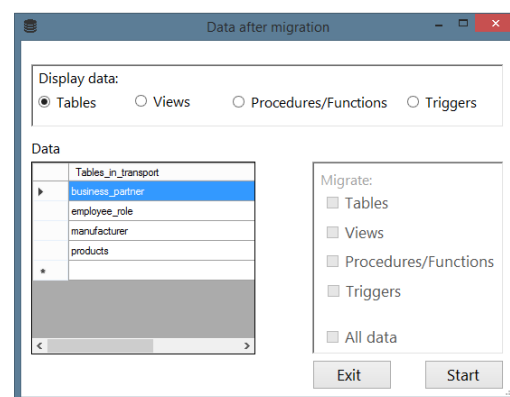 Data after migration
Display data:
Tables Views Procedures/Functions Triggers
Data
Tables_in_transport
business_partner
employee_role
manufacturer
products
Migrate:
Tables
Views
Procedures/Functions
Triggers
All data
Exit Start